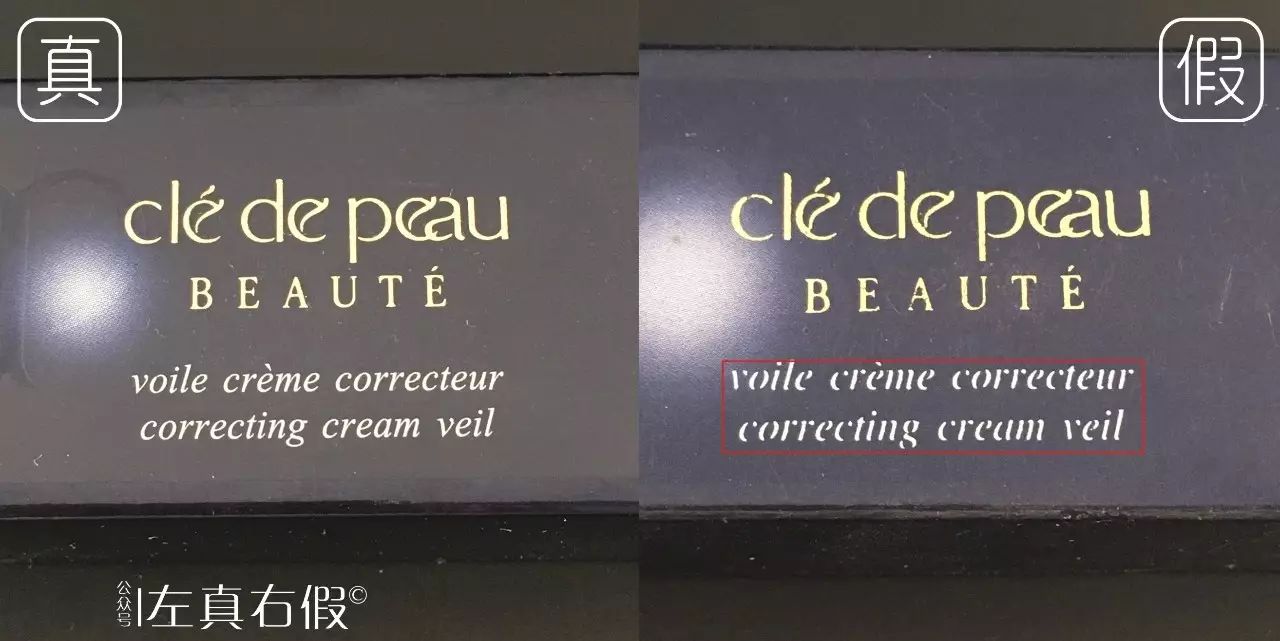 真
clé de peau
BEAUTÉ
voile crème correcteur
correcting cream veil
假
clé de peau
BEAUTÉ
voile crème correcteur
correcting cream veil
公众号
左真右假©